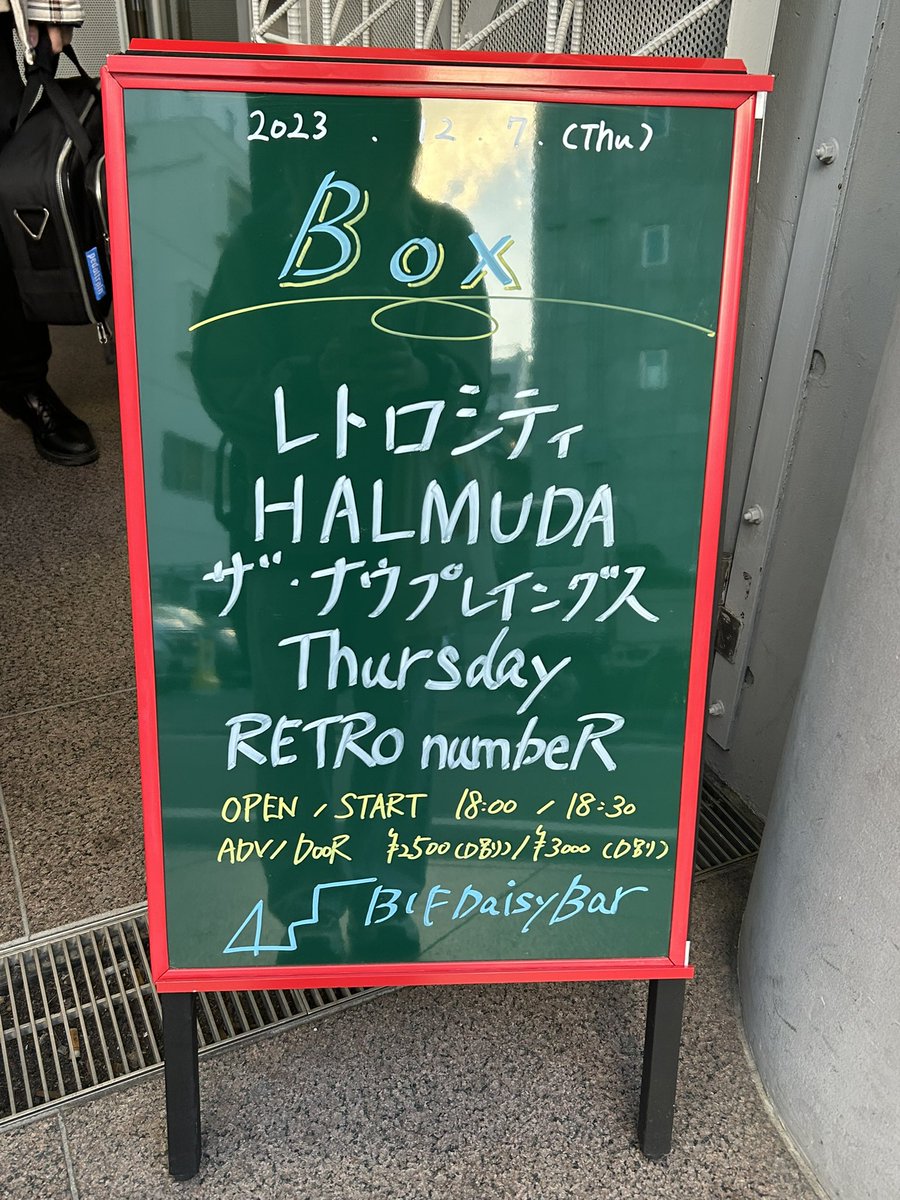 2023 . 12 . 7. (Thu)
Box
レトロシティ
HALMUDA
ザ・ナウプレイングス
Thursday
RETRO numbeR
OPEN / START 18:00 / 18:30
ADV / DOOR ¥2500 (D別) / ¥3000 (D別)
B1F Daisy Bar